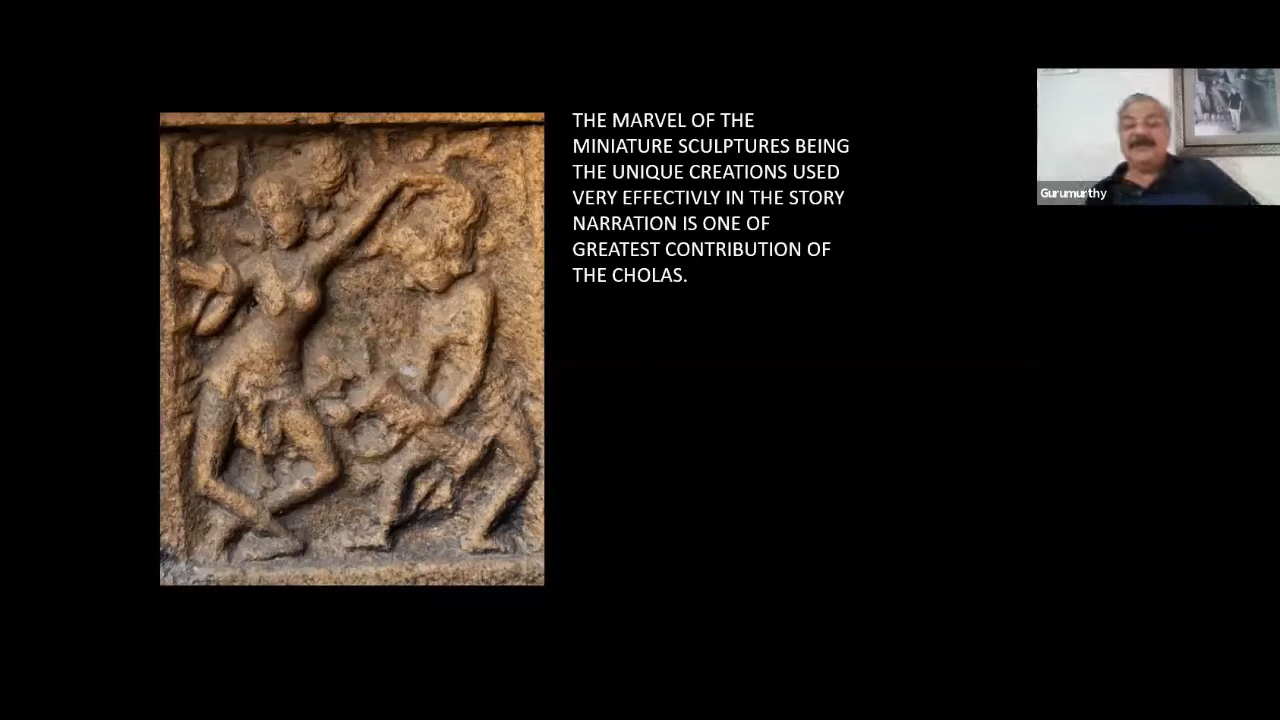 THE MARVEL OF THE
MINIATURE SCULPTURES BEING
THE UNIQUE CREATIONS USED
VERY EFFECTIVLY IN THE STORY
NARRATION IS ONE OF
GREATEST CONTRIBUTION OF
THE CHOLAS.
Gurumurthy